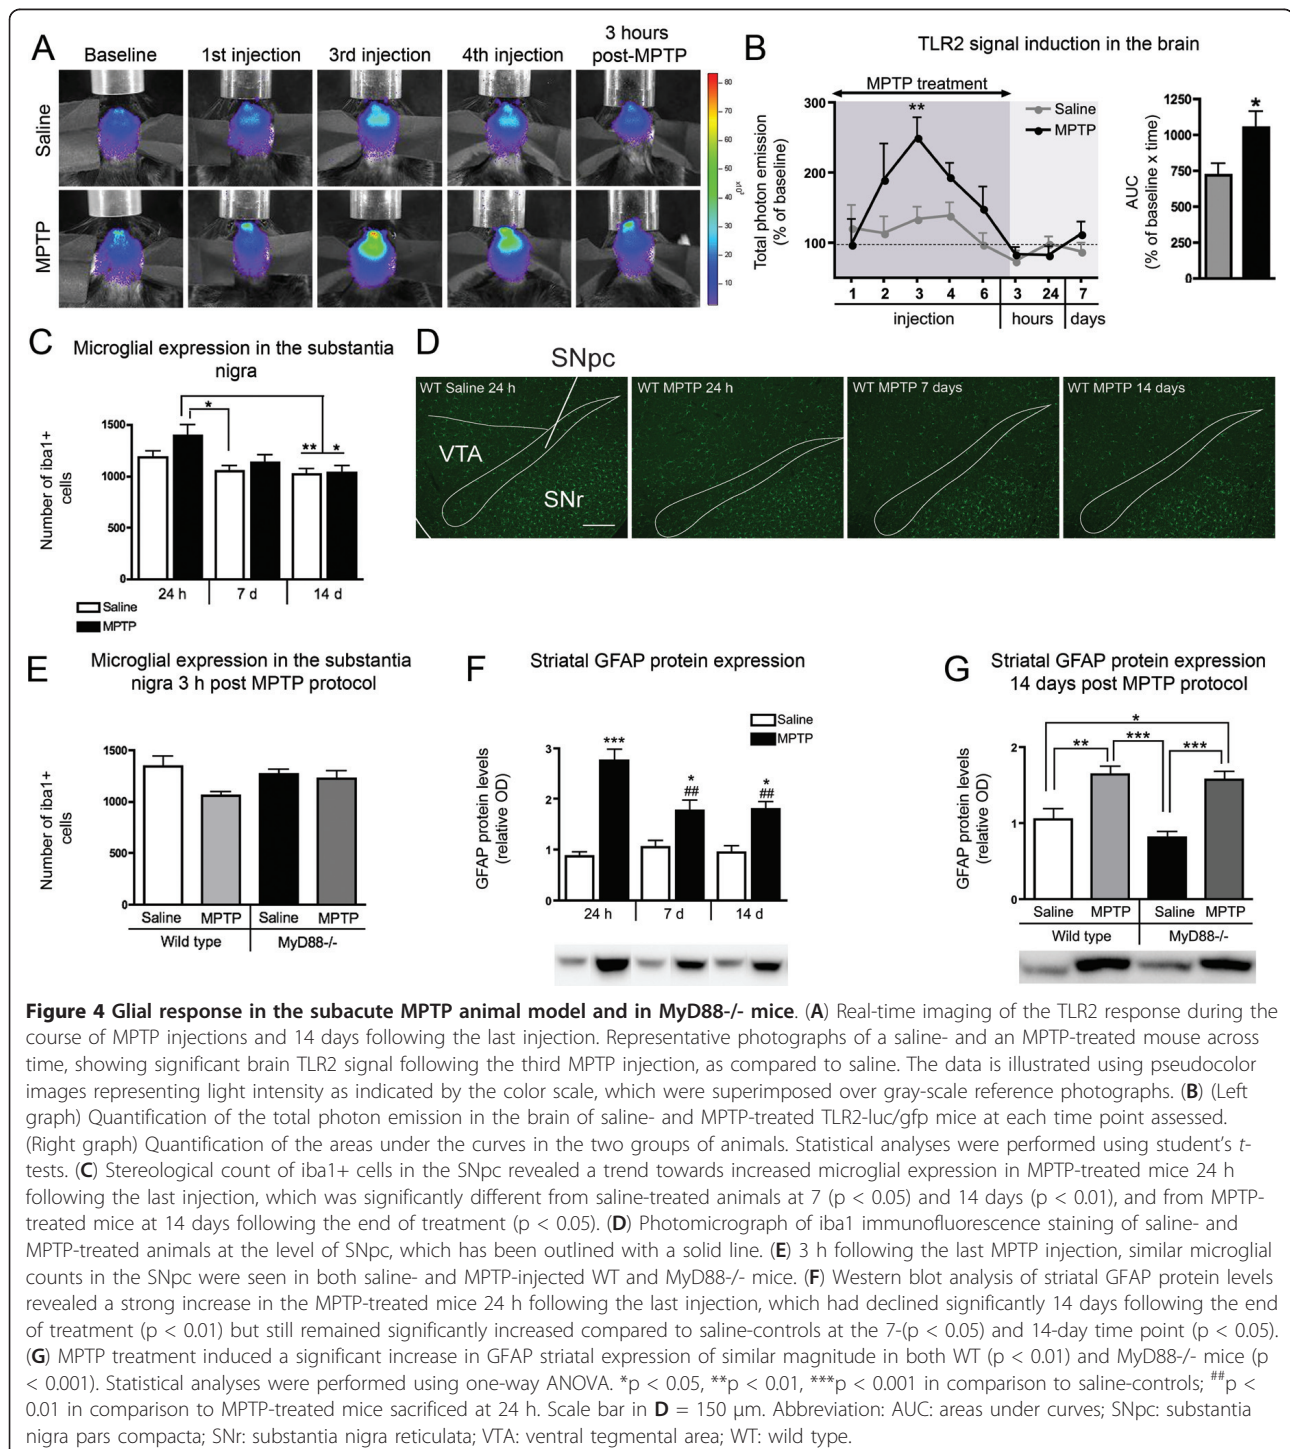 A
Baseline
1st injection
3rd injection
4th injection
3 hours
post-MPTP
Saline
MPTP
80
70
60
50
40
30
20
10
x10³
B
TLR2 signal induction in the brain
MPTP treatment
Saline
MPTP
**
Total photon emission
(% of baseline)
300
200
100
1 2 3 4 6 3 24 7
injection hours days
*
AUC
(% of baseline x time)
1250
1000
750
500
250
0
C
Microglial expression in the substantia
nigra
Number of iba1+
cells
1500
1000
500
0
*
** *
24 h 7 d 14 d
Saline
MPTP
D
SNpc
WT Saline 24 h
VTA
SNr
WT MPTP 24 h
WT MPTP 7 days
WT MPTP 14 days
E
Microglial expression in the substantia
nigra 3 h post MPTP protocol
Number of iba1+
cells
1500
1000
500
0
Saline MPTP Saline MPTP
Wild type MyD88-/-
F
Striatal GFAP protein expression
Saline
MPTP
GFAP protein levels
(relative OD)
3
2
1
0
***
*
##
*
##
24 h 7 d 14 d
G
Striatal GFAP protein expression
14 days post MPTP protocol
GFAP protein levels
(relative OD)
2
1
0
*
** *** ***
Saline MPTP Saline MPTP
Wild type MyD88-/-
Figure 4 Glial response in the subacute MPTP animal model and in MyD88-/- mice. (A) Real-time imaging of the TLR2 response during the
course of MPTP injections and 14 days following the last injection. Representative photographs of a saline- and an MPTP-treated mouse across
time, showing significant brain TLR2 signal following the third MPTP injection, as compared to saline. The data is illustrated using pseudocolor
images representing light intensity as indicated by the color scale, which were superimposed over gray-scale reference photographs. (B) (Left
graph) Quantification of the total photon emission in the brain of saline- and MPTP-treated TLR2-luc/gfp mice at each time point assessed.
(Right graph) Quantification of the areas under the curves in the two groups of animals. Statistical analyses were performed using student's t-
tests. (C) Stereological count of iba1+ cells in the SNpc revealed a trend towards increased microglial expression in MPTP-treated mice 24 h
following the last injection, which was significantly different from saline-treated animals at 7 (p < 0.05) and 14 days (p < 0.01), and from MPTP-
treated mice at 14 days following the end of treatment (p < 0.05). (D) Photomicrograph of iba1 immunofluorescence staining of saline- and
MPTP-treated animals at the level of SNpc, which has been outlined with a solid line. (E) 3 h following the last MPTP injection, similar microglial
counts in the SNpc were seen in both saline- and MPTP-injected WT and MyD88-/- mice. (F) Western blot analysis of striatal GFAP protein levels
revealed a strong increase in the MPTP-treated mice 24 h following the last injection, which had declined significantly 14 days following the end
of treatment (p < 0.01) but still remained significantly increased compared to saline-controls at the 7-(p < 0.05) and 14-day time point (p < 0.05).
(G) MPTP treatment induced a significant increase in GFAP striatal expression of similar magnitude in both WT (p < 0.01) and MyD88-/- mice (p
< 0.001). Statistical analyses were performed using one-way ANOVA. *p < 0.05, **p < 0.01, ***p < 0.001 in comparison to saline-controls; ##p <
0.01 in comparison to MPTP-treated mice sacrificed at 24 h. Scale bar in D = 150 μm. Abbreviation: AUC: areas under curves; SNpc: substantia
nigra pars compacta; SNr: substantia nigra reticulata; VTA: ventral tegmental area; WT: wild type.